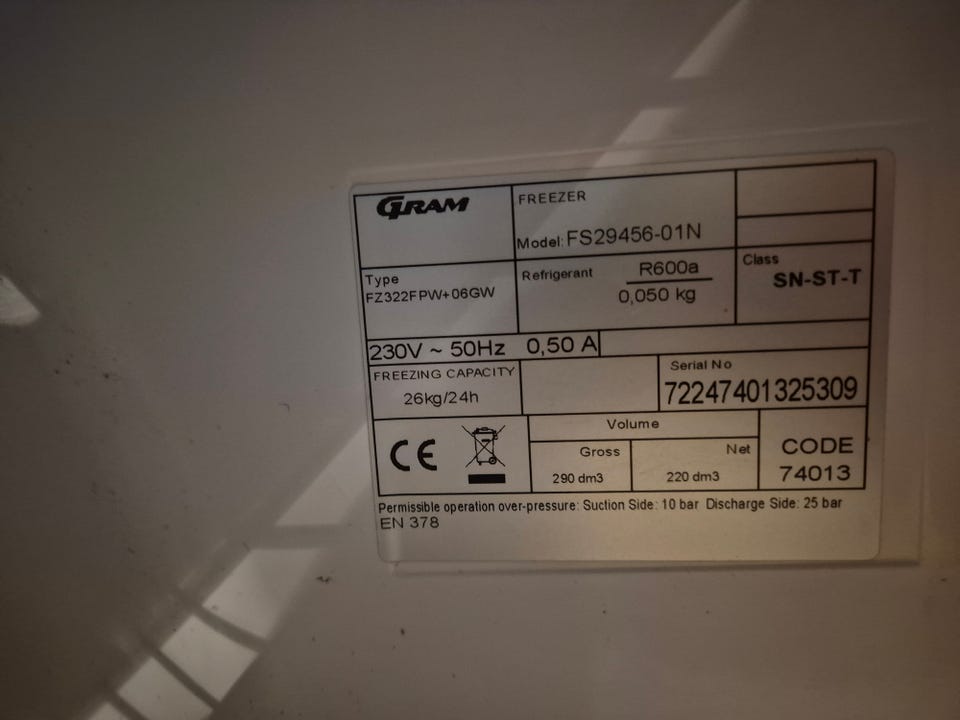 GRAM
FREEZER
Model: FS29456-01N
Type
FZ322FPW+06GW
Refrigerant R600a
0,050 kg
Class
SN-ST-T
230V ~ 50Hz 0,50 A
FREEZING CAPACITY
26kg/24h
Serial No
72247401325309
CE
Volume
Gross
290 dm3
Net
220 dm3
CODE
74013
Permissible operation over-pressure: Suction Side: 10 bar Discharge Side: 25 bar
EN 378